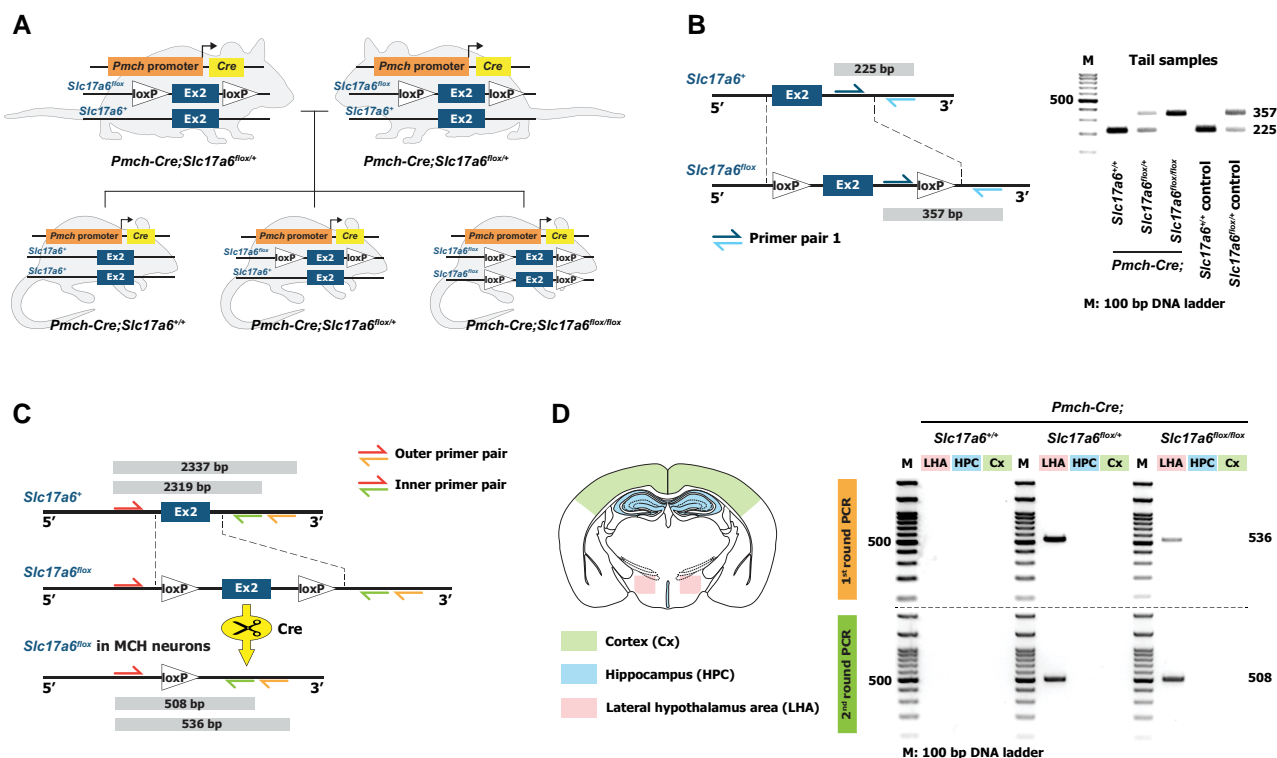 A
Pmch promoter Cre
Slc17a6flox loxP Ex2 loxP
Slc17a6+ Ex2
Pmch-Cre;Slc17a6flox/+
Pmch promoter Cre
Slc17a6flox loxP Ex2 loxP
Slc17a6+ Ex2
Pmch-Cre;Slc17a6flox/+
Pmch promoter Cre
Slc17a6+ Ex2
Slc17a6+ Ex2
Pmch-Cre;Slc17a6+/+
Pmch promoter Cre
Slc17a6flox loxP Ex2 loxP
Slc17a6+ Ex2
Pmch-Cre;Slc17a6flox/+
Pmch promoter Cre
Slc17a6flox loxP Ex2 loxP
Slc17a6flox loxP Ex2 loxP
Pmch-Cre;Slc17a6flox/flox
B
225 bp
Slc17a6+ Ex2
5′ 3′
Slc17a6flox
loxP Ex2 loxP
5′ 3′
357 bp
Primer pair 1
M Tail samples
500
357
225
Slc17a6+/+
Slc17a6flox/+
Slc17a6flox/flox
Slc17a6+/+ control
Slc17a6flox/+ control
Pmch-Cre;
M: 100 bp DNA ladder
C
2337 bp
2319 bp
Outer primer pair
Inner primer pair
Slc17a6+ Ex2
5′ 3′
Slc17a6flox
loxP Ex2 loxP
5′ 3′
Cre
Slc17a6flox in MCH neurons
loxP
5′ 3′
508 bp
536 bp
D
Cortex (Cx)
Hippocampus (HPC)
Lateral hypothalamus area (LHA)
Pmch-Cre;
Slc17a6+/+ Slc17a6flox/+ Slc17a6flox/flox
M LHA HPC Cx M LHA HPC Cx M LHA HPC Cx
1st round PCR
500 536
2nd round PCR
500 508
M: 100 bp DNA ladder